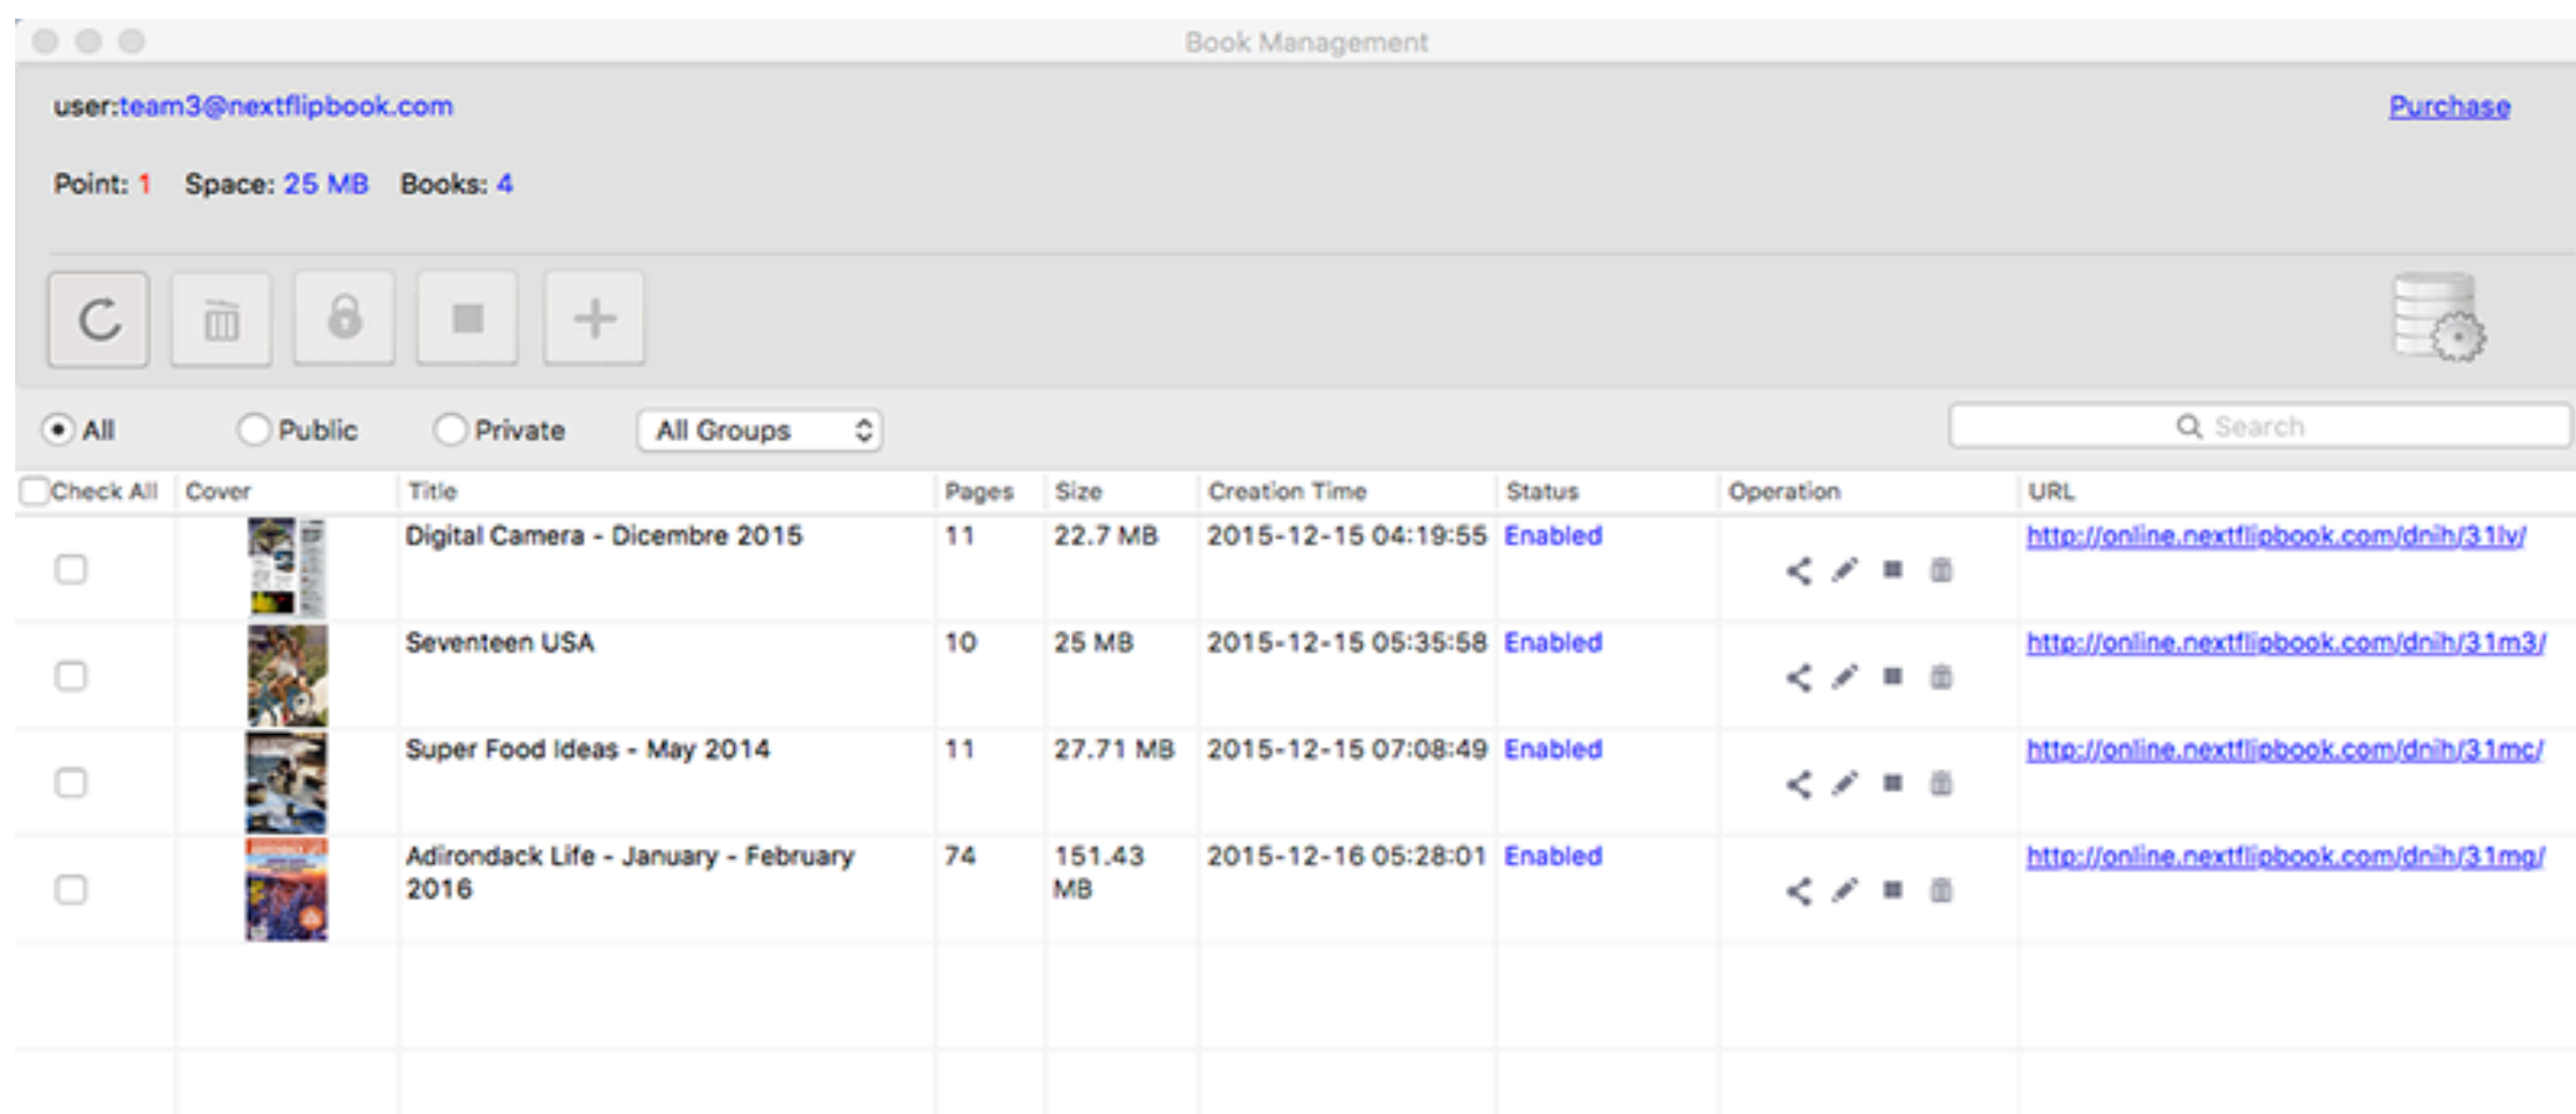 Book Management
user:team3@nextflipbook.com
Purchase
Point: 1 Space: 25 MB Books: 4
All Public Private All Groups Search
Check All Cover Title Pages Size Creation Time Status Operation URL
Digital Camera - Dicembre 2015 11 22.7 MB 2015-12-15 04:19:55 Enabled http://online.nextflipbook.com/dnih/31lv/
Seventeen USA 10 25 MB 2015-12-15 05:35:58 Enabled http://online.nextflipbook.com/dnih/31m3/
Super Food Ideas - May 2014 11 27.71 MB 2015-12-15 07:08:49 Enabled http://online.nextflipbook.com/dnih/31mc/
Adirondack Life - January - February 74 151.43 2015-12-16 05:28:01 Enabled http://online.nextflipbook.com/dnih/31mg/
2016 MB